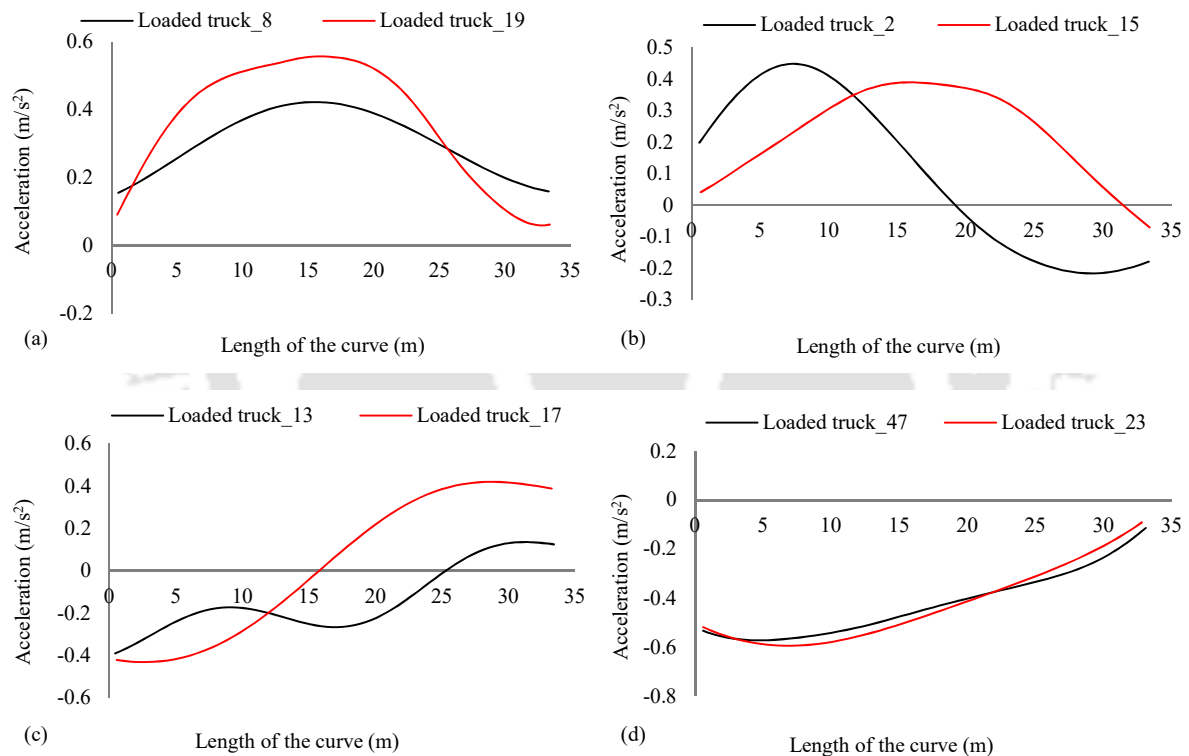 Loaded truck_8 Loaded truck_19
0.6
0.4
0.2
0
-0.2
0 5 10 15 20 25 30 35
Acceleration (m/s²)
Length of the curve (m)
(a)
Loaded truck_2 Loaded truck_15
0.5
0.4
0.3
0.2
0.1
0
-0.1
-0.2
-0.3
0 5 10 15 20 25 30 35
Acceleration (m/s²)
Length of the curve (m)
(b)
Loaded truck_13 Loaded truck_17
0.6
0.4
0.2
0
-0.2
-0.4
-0.6
0 5 10 15 20 25 30 35
Acceleration (m/s²)
Length of the curve (m)
(c)
Loaded truck_47 Loaded truck_23
0.2
0
-0.2
-0.4
-0.6
-0.8
0 5 10 15 20 25 30 35
Acceleration (m/s²)
Length of the curve (m)
(d)